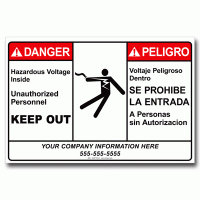 DANGER
Hazardous Voltage
Inside
Unauthorized
Personnel
KEEP OUT
PELIGRO
Voltaje Peligroso
Dentro
SE PROHIBE
LA ENTRADA
A Personas
sin Autorizacion
YOUR COMPANY INFORMATION HERE
555-555-5555